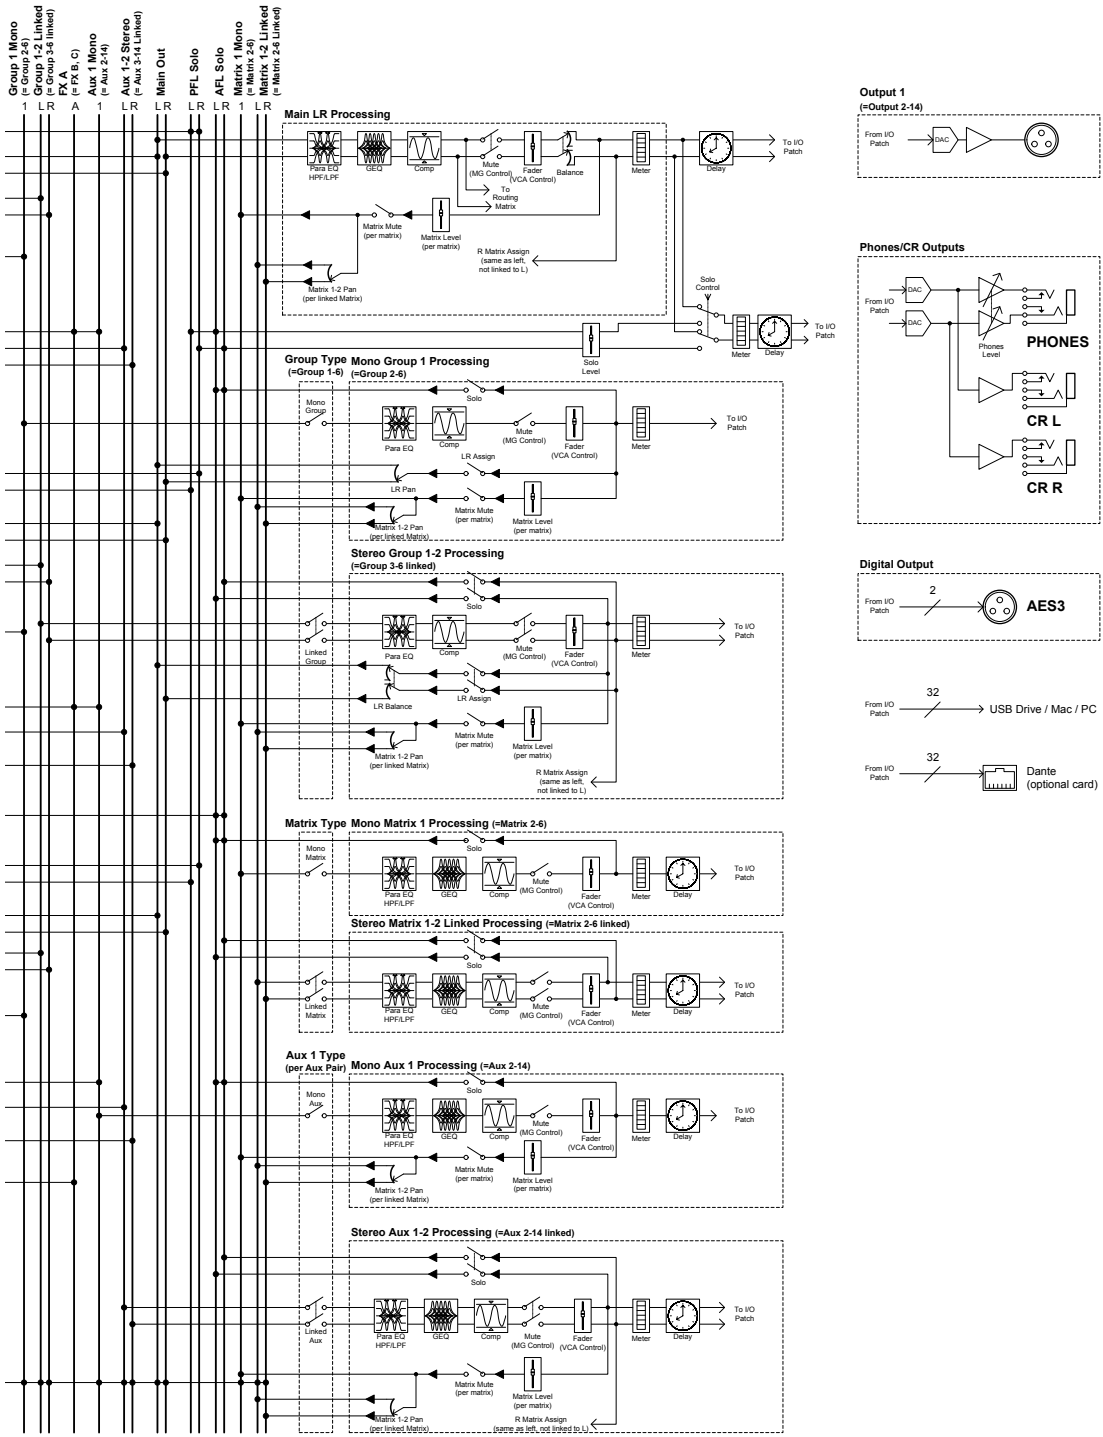 Group 1 Mono
(= Group 2-6)
Group 1-2 Linked
(= Group 3-6 linked)
FX A
(= FX B, C)
Aux 1 Mono
(= Aux 2-14)
Aux 1-2 Stereo
(= Aux 3-14 Linked)
Main Out
PFL Solo
AFL Solo
Matrix 1 Mono
(= Matrix 2-6)
Matrix 1-2 Linked
(= Matrix 2-6 Linked)
1 L R A 1 L R L R L R L R 1 L R
Main LR Processing
Para EQ
HPF/LPF
GEQ
Comp
Mute
(MG Control)
Fader
(VCA Control)
Balance
Meter
Delay
To I/O
Patch
To
Routing
Matrix
Matrix Mute
(per matrix)
Matrix Level
(per matrix)
R Matrix Assign
(same as left,
not linked to L)
Matrix 1-2 Pan
(per linked Matrix)
Solo
Control
Solo
Level
Meter
Delay
To I/O
Patch
Group Type
(=Group 1-6)
Mono Group 1 Processing
(=Group 2-6)
Solo
Mono
Group
Para EQ
Comp
Mute
(MG Control)
Fader
(VCA Control)
Meter
To I/O
Patch
LR Assign
LR Pan
Matrix Mute
(per matrix)
Matrix Level
(per matrix)
Matrix 1-2 Pan
(per linked Matrix)
Stereo Group 1-2 Processing
(=Group 3-6 linked)
Solo
Linked
Group
Para EQ
Comp
Mute
(MG Control)
Fader
(VCA Control)
Meter
To I/O
Patch
LR Assign
LR Balance
Matrix Mute
(per matrix)
Matrix Level
(per matrix)
Matrix 1-2 Pan
(per linked Matrix)
R Matrix Assign
(same as left,
not linked to L)
Matrix Type
Mono Matrix 1 Processing (=Matrix 2-6)
Solo
Mono
Matrix
Para EQ
HPF/LPF
GEQ
Comp
Mute
(MG Control)
Fader
(VCA Control)
Meter
Delay
To I/O
Patch
Stereo Matrix 1-2 Linked Processing (=Matrix 2-6 linked)
Solo
Linked
Matrix
Para EQ
HPF/LPF
GEQ
Comp
Mute
(MG Control)
Fader
(VCA Control)
Meter
Delay
To I/O
Patch
Aux 1 Type
(per Aux Pair)
Mono Aux 1 Processing (=Aux 2-14)
Solo
Mono
Aux
Para EQ
HPF/LPF
GEQ
Comp
Mute
(MG Control)
Fader
(VCA Control)
Meter
Delay
To I/O
Patch
Matrix Mute
(per matrix)
Matrix Level
(per matrix)
Matrix 1-2 Pan
(per linked Matrix)
Stereo Aux 1-2 Processing (=Aux 2-14 linked)
Solo
Linked
Aux
Para EQ
HPF/LPF
GEQ
Comp
Mute
(MG Control)
Fader
(VCA Control)
Meter
Delay
To I/O
Patch
Matrix Mute
(per matrix)
Matrix Level
(per matrix)
Matrix 1-2 Pan
(per linked Matrix)
R Matrix Assign
(same as left, not linked to L)
Output 1
(=Output 2-14)
From I/O
Patch
DAC
Phones/CR Outputs
From I/O
Patch
DAC
DAC
Phones
Level
PHONES
CR L
CR R
Digital Output
From I/O
Patch
2
AES3
From I/O
Patch
32
USB Drive / Mac / PC
From I/O
Patch
32
Dante
(optional card)